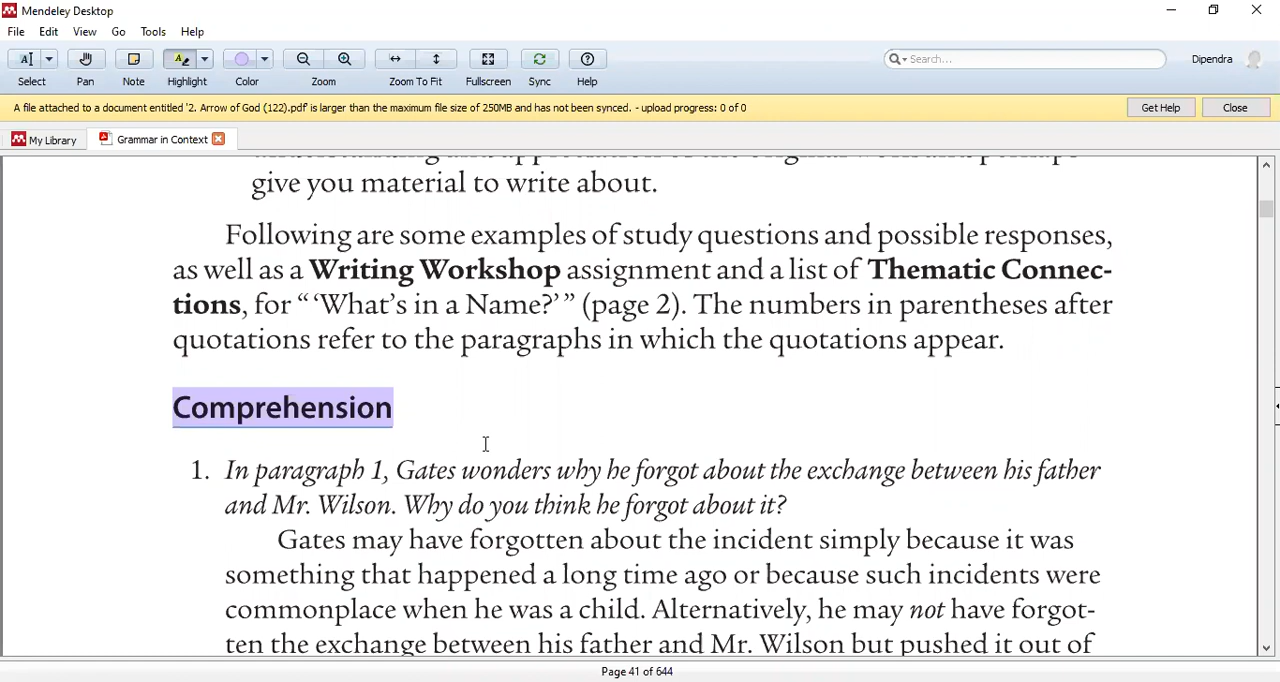 Mendeley Desktop
File Edit View Go Tools Help
Select Pan Note Highlight Color Zoom Zoom To Fit Fullscreen Sync Help
Search...
Dipendra
A file attached to a document entitled '2. Arrow of God (122).pdf' is larger than the maximum file size of 250MB and has not been synced. - upload progress: 0 of 0
Get Help Close
My Library Grammar in Context
give you material to write about.
Following are some examples of study questions and possible responses,
as well as a Writing Workshop assignment and a list of Thematic Connec-
tions, for “ ‘What’s in a Name?’ ” (page 2). The numbers in parentheses after
quotations refer to the paragraphs in which the quotations appear.
Comprehension
1. In paragraph 1, Gates wonders why he forgot about the exchange between his father
and Mr. Wilson. Why do you think he forgot about it?
Gates may have forgotten about the incident simply because it was
something that happened a long time ago or because such incidents were
commonplace when he was a child. Alternatively, he may not have forgot-
ten the exchange between his father and Mr. Wilson but pushed it out of
Page 41 of 644